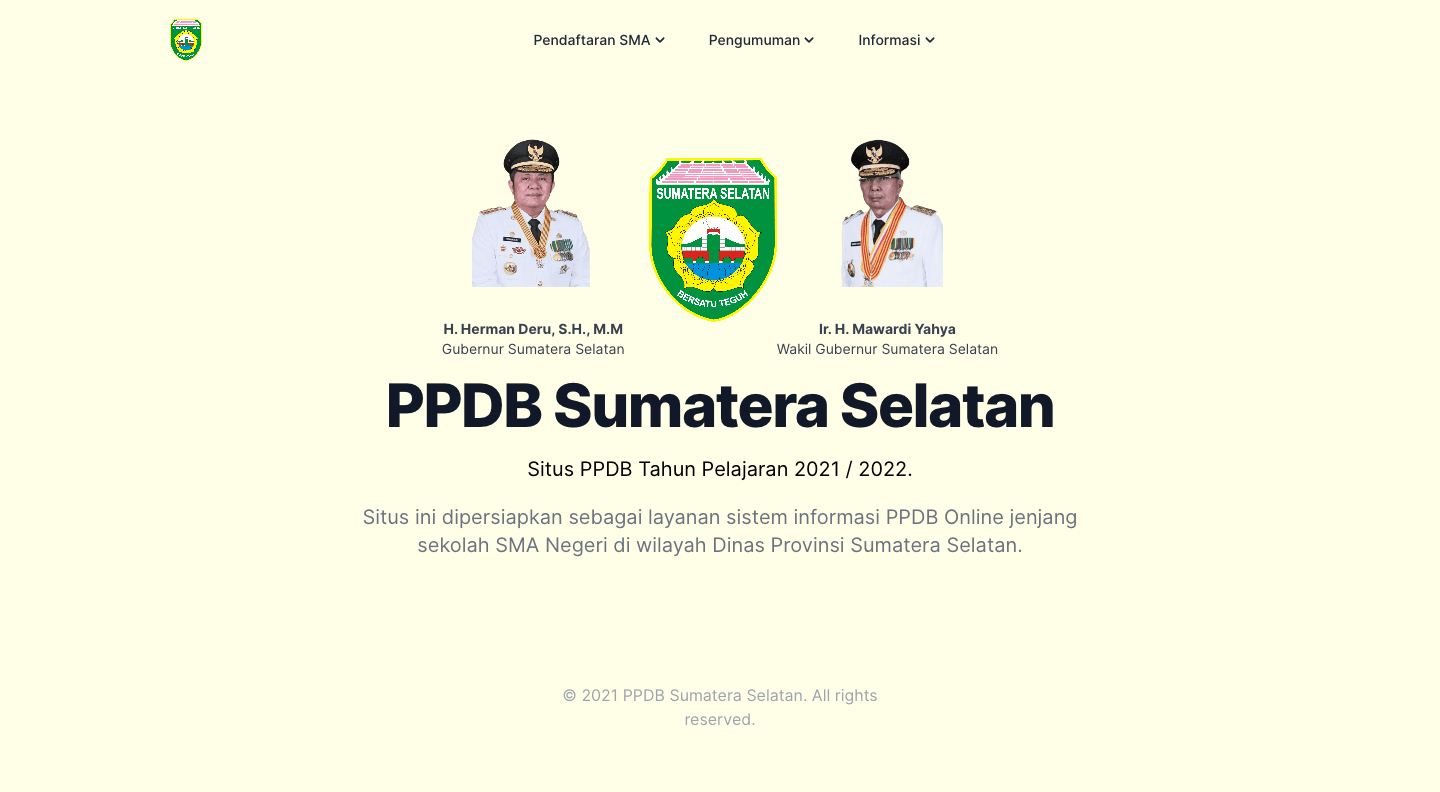 Pendaftaran SMA
Pengumuman
Informasi
SUMATERA SELATAN
BERSATU TEGUH
H. Herman Deru, S.H., M.M
Gubernur Sumatera Selatan
Ir. H. Mawardi Yahya
Wakil Gubernur Sumatera Selatan
PPDB Sumatera Selatan
Situs PPDB Tahun Pelajaran 2021 / 2022.
Situs ini dipersiapkan sebagai layanan sistem informasi PPDB Online jenjang
sekolah SMA Negeri di wilayah Dinas Provinsi Sumatera Selatan.
© 2021 PPDB Sumatera Selatan. All rights
reserved.